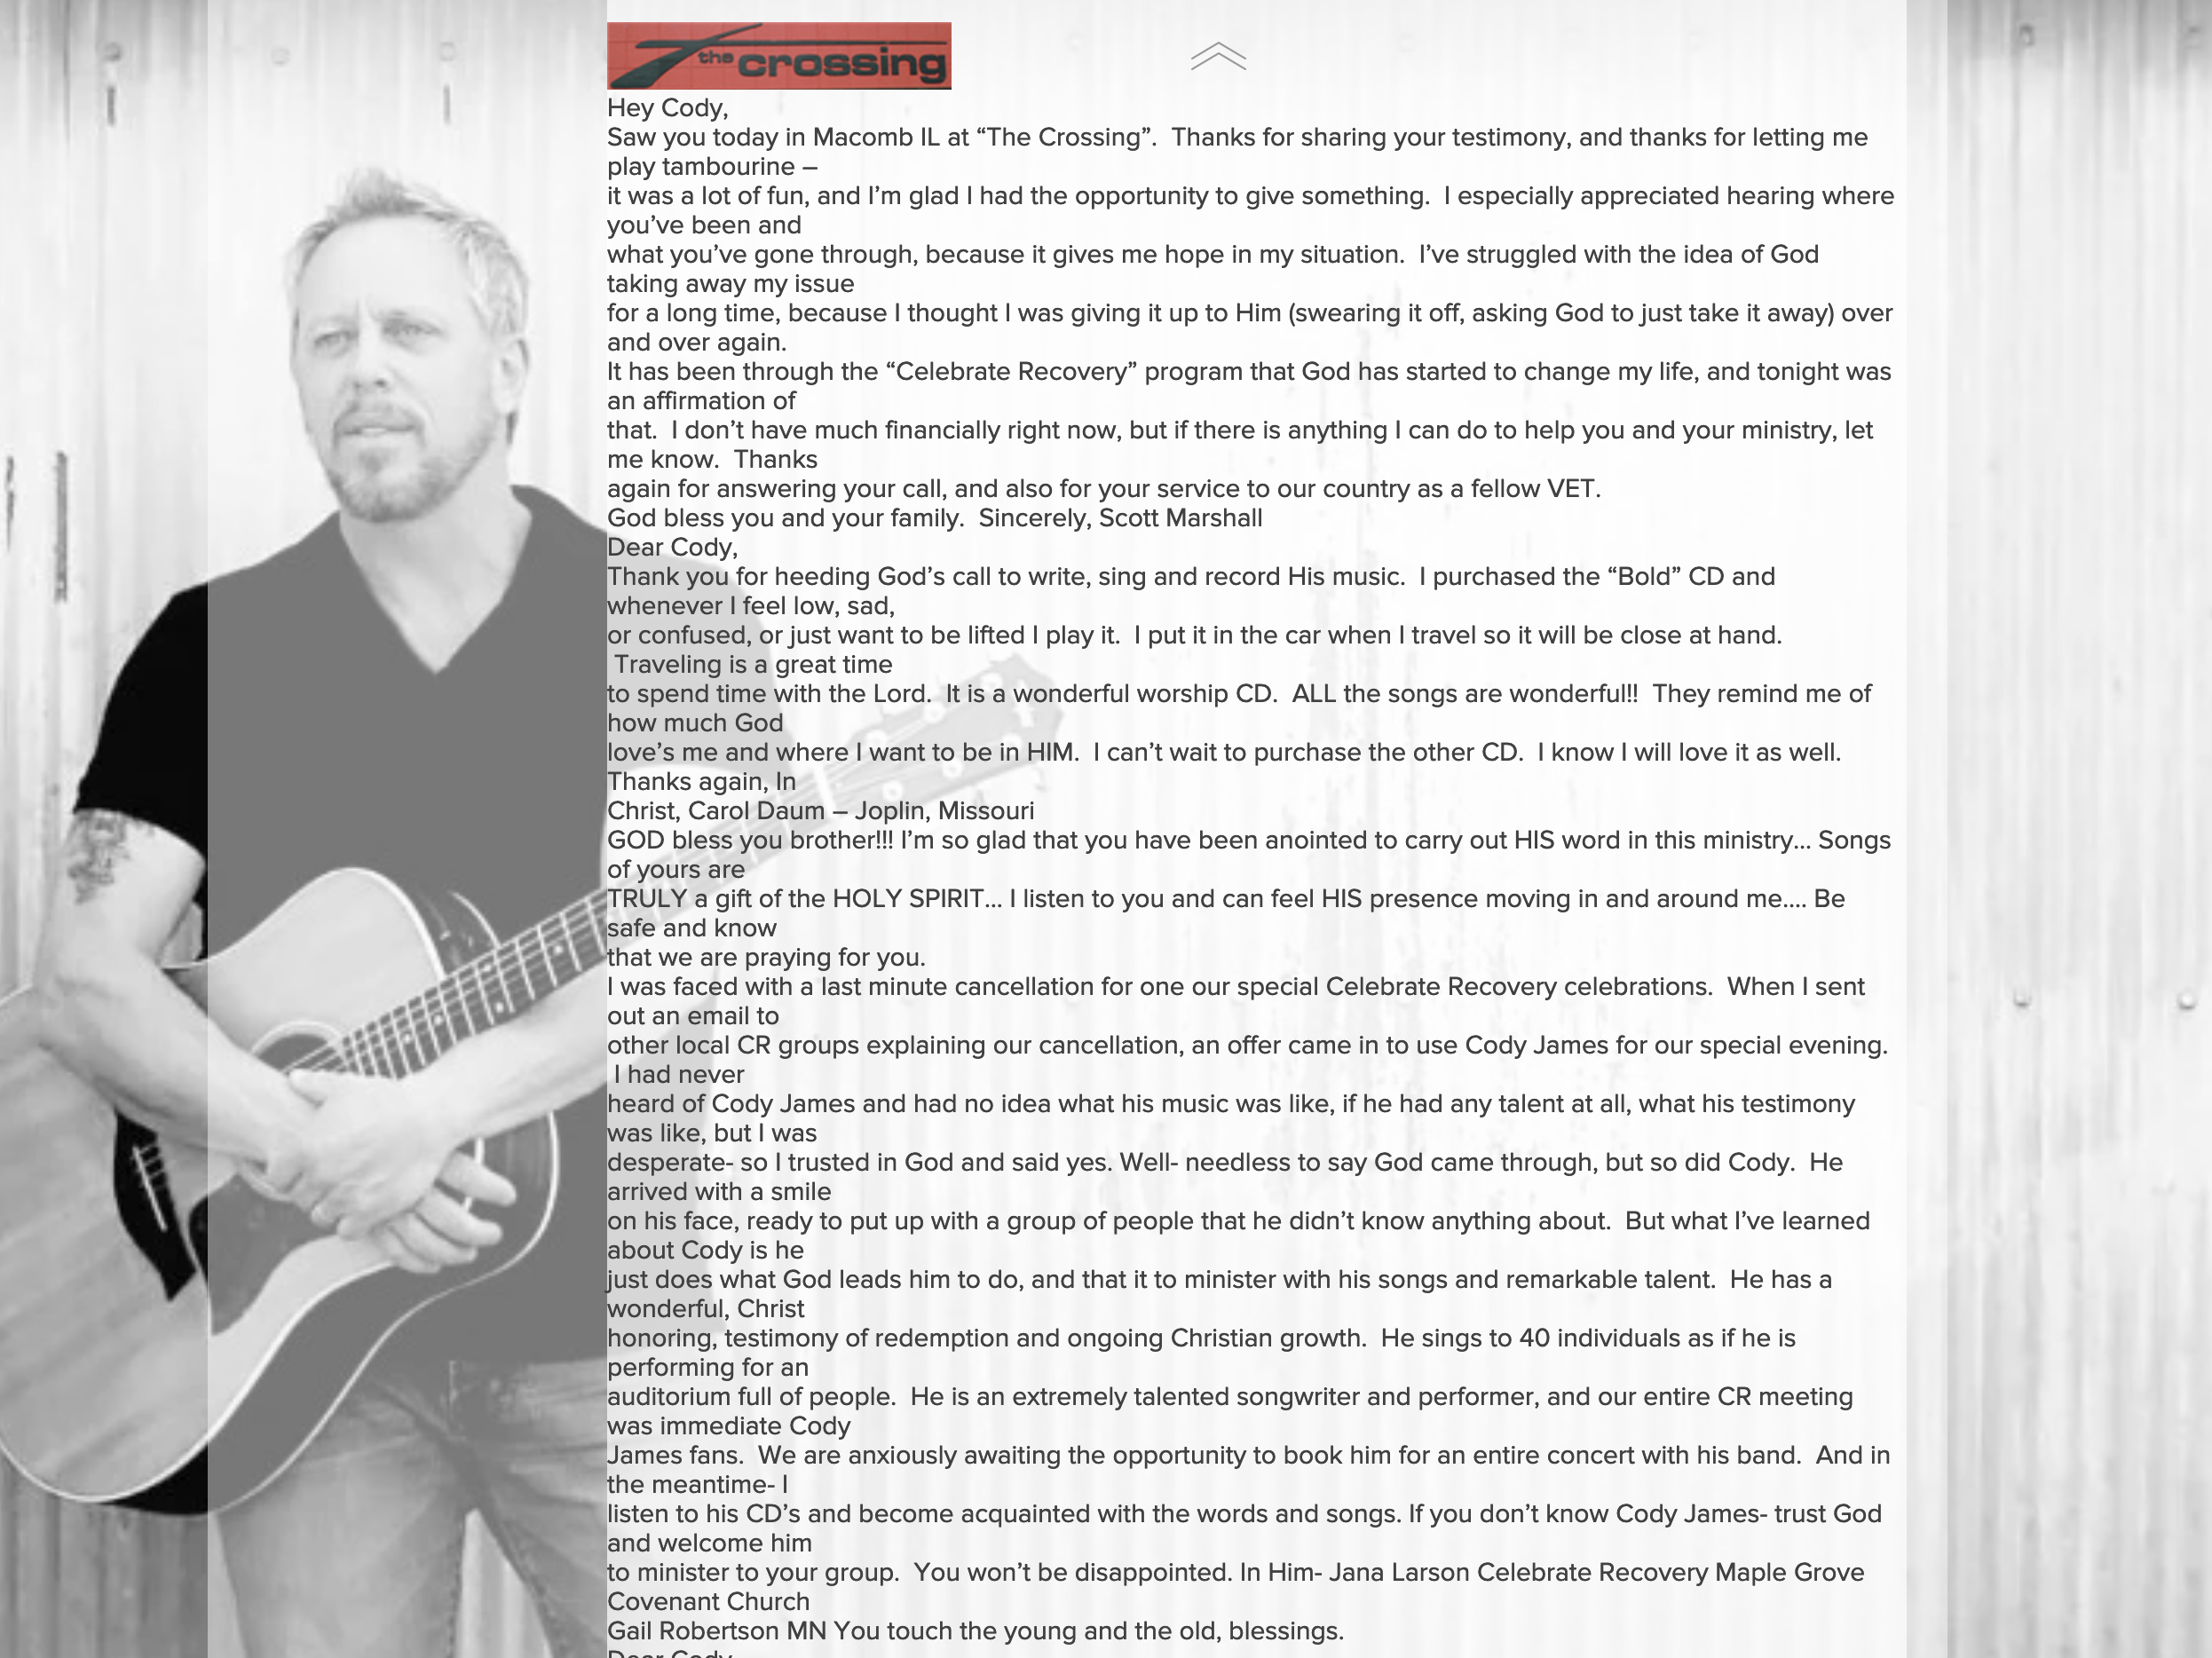 the crossing
Hey Cody,
Saw you today in Macomb IL at “The Crossing”.  Thanks for sharing your testimony, and thanks for letting me
play tambourine –
it was a lot of fun, and I’m glad I had the opportunity to give something.  I especially appreciated hearing where
you’ve been and
what you’ve gone through, because it gives me hope in my situation.  I’ve struggled with the idea of God
taking away my issue
for a long time, because I thought I was giving it up to Him (swearing it off, asking God to just take it away) over
and over again.
It has been through the “Celebrate Recovery” program that God has started to change my life, and tonight was
an affirmation of
that.  I don’t have much financially right now, but if there is anything I can do to help you and your ministry, let
me know.  Thanks
again for answering your call, and also for your service to our country as a fellow VET.
God bless you and your family.  Sincerely, Scott Marshall
Dear Cody,
Thank you for heeding God’s call to write, sing and record His music.  I purchased the “Bold” CD and
whenever I feel low, sad,
or confused, or just want to be lifted I play it.  I put it in the car when I travel so it will be close at hand.
Traveling is a great time
to spend time with the Lord.  It is a wonderful worship CD.  ALL the songs are wonderful!!  They remind me of
how much God
love’s me and where I want to be in HIM.  I can’t wait to purchase the other CD.  I know I will love it as well.
Thanks again, In
Christ, Carol Daum – Joplin, Missouri
GOD bless you brother!!! I’m so glad that you have been anointed to carry out HIS word in this ministry… Songs
of yours are
TRULY a gift of the HOLY SPIRIT… I listen to you and can feel HIS presence moving in and around me…. Be
safe and know
that we are praying for you.
I was faced with a last minute cancellation for one our special Celebrate Recovery celebrations.  When I sent
out an email to
other local CR groups explaining our cancellation, an offer came in to use Cody James for our special evening.
I had never
heard of Cody James and had no idea what his music was like, if he had any talent at all, what his testimony
was like, but I was
desperate- so I trusted in God and said yes. Well- needless to say God came through, but so did Cody.  He
arrived with a smile
on his face, ready to put up with a group of people that he didn’t know anything about.  But what I’ve learned
about Cody is he
just does what God leads him to do, and that it to minister with his songs and remarkable talent.  He has a
wonderful, Christ
honoring, testimony of redemption and ongoing Christian growth.  He sings to 40 individuals as if he is
performing for an
auditorium full of people.  He is an extremely talented songwriter and performer, and our entire CR meeting
was immediate Cody
James fans.  We are anxiously awaiting the opportunity to book him for an entire concert with his band.  And in
the meantime- I
listen to his CD’s and become acquainted with the words and songs. If you don’t know Cody James- trust God
and welcome him
to minister to your group.  You won’t be disappointed. In Him- Jana Larson Celebrate Recovery Maple Grove
Covenant Church
Gail Robertson MN You touch the young and the old, blessings.
Dear Cody